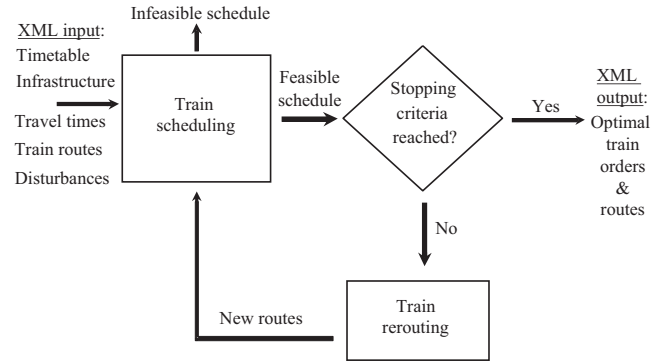 Infeasible schedule
XML input:
Timetable
Infrastructure
Travel times
Train routes
Disturbances
Train
scheduling
Feasible
schedule
Stopping
criteria
reached?
Yes
XML
output:
Optimal
train
orders
&
routes
No
Train
rerouting
New routes